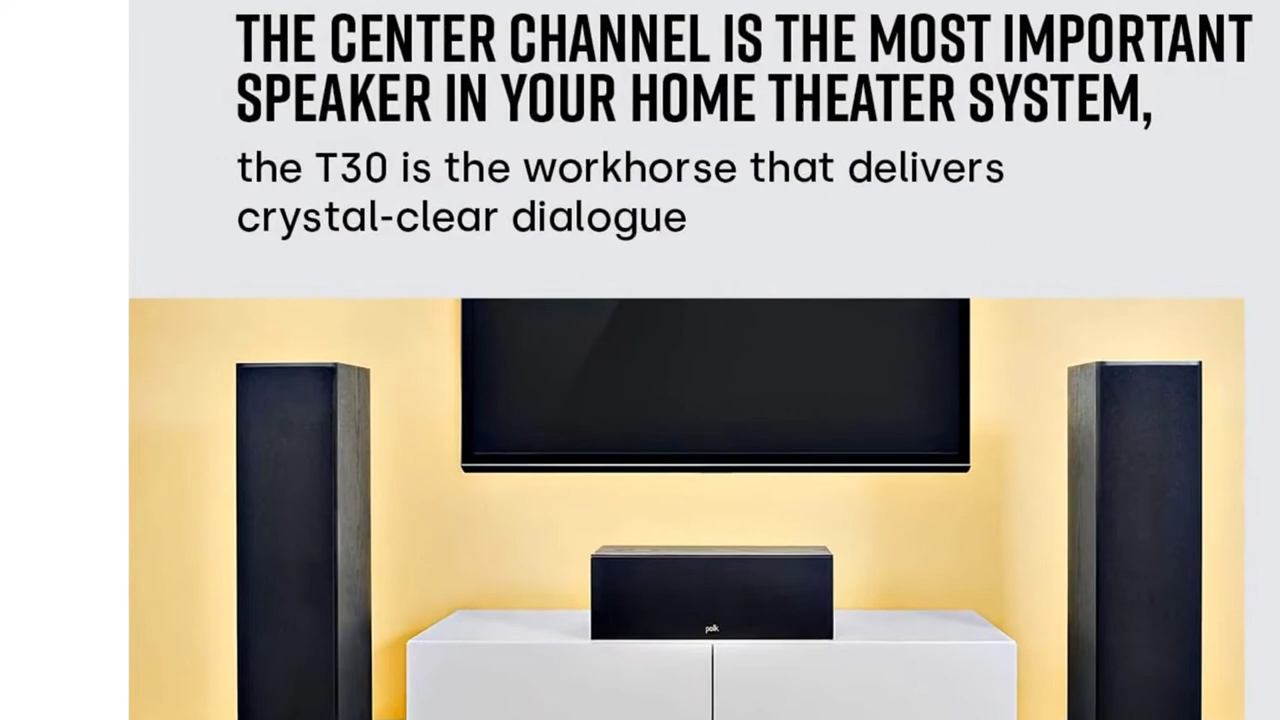 THE CENTER CHANNEL IS THE MOST IMPORTANT
SPEAKER IN YOUR HOME THEATER SYSTEM,
the T30 is the workhorse that delivers
crystal-clear dialogue
polk